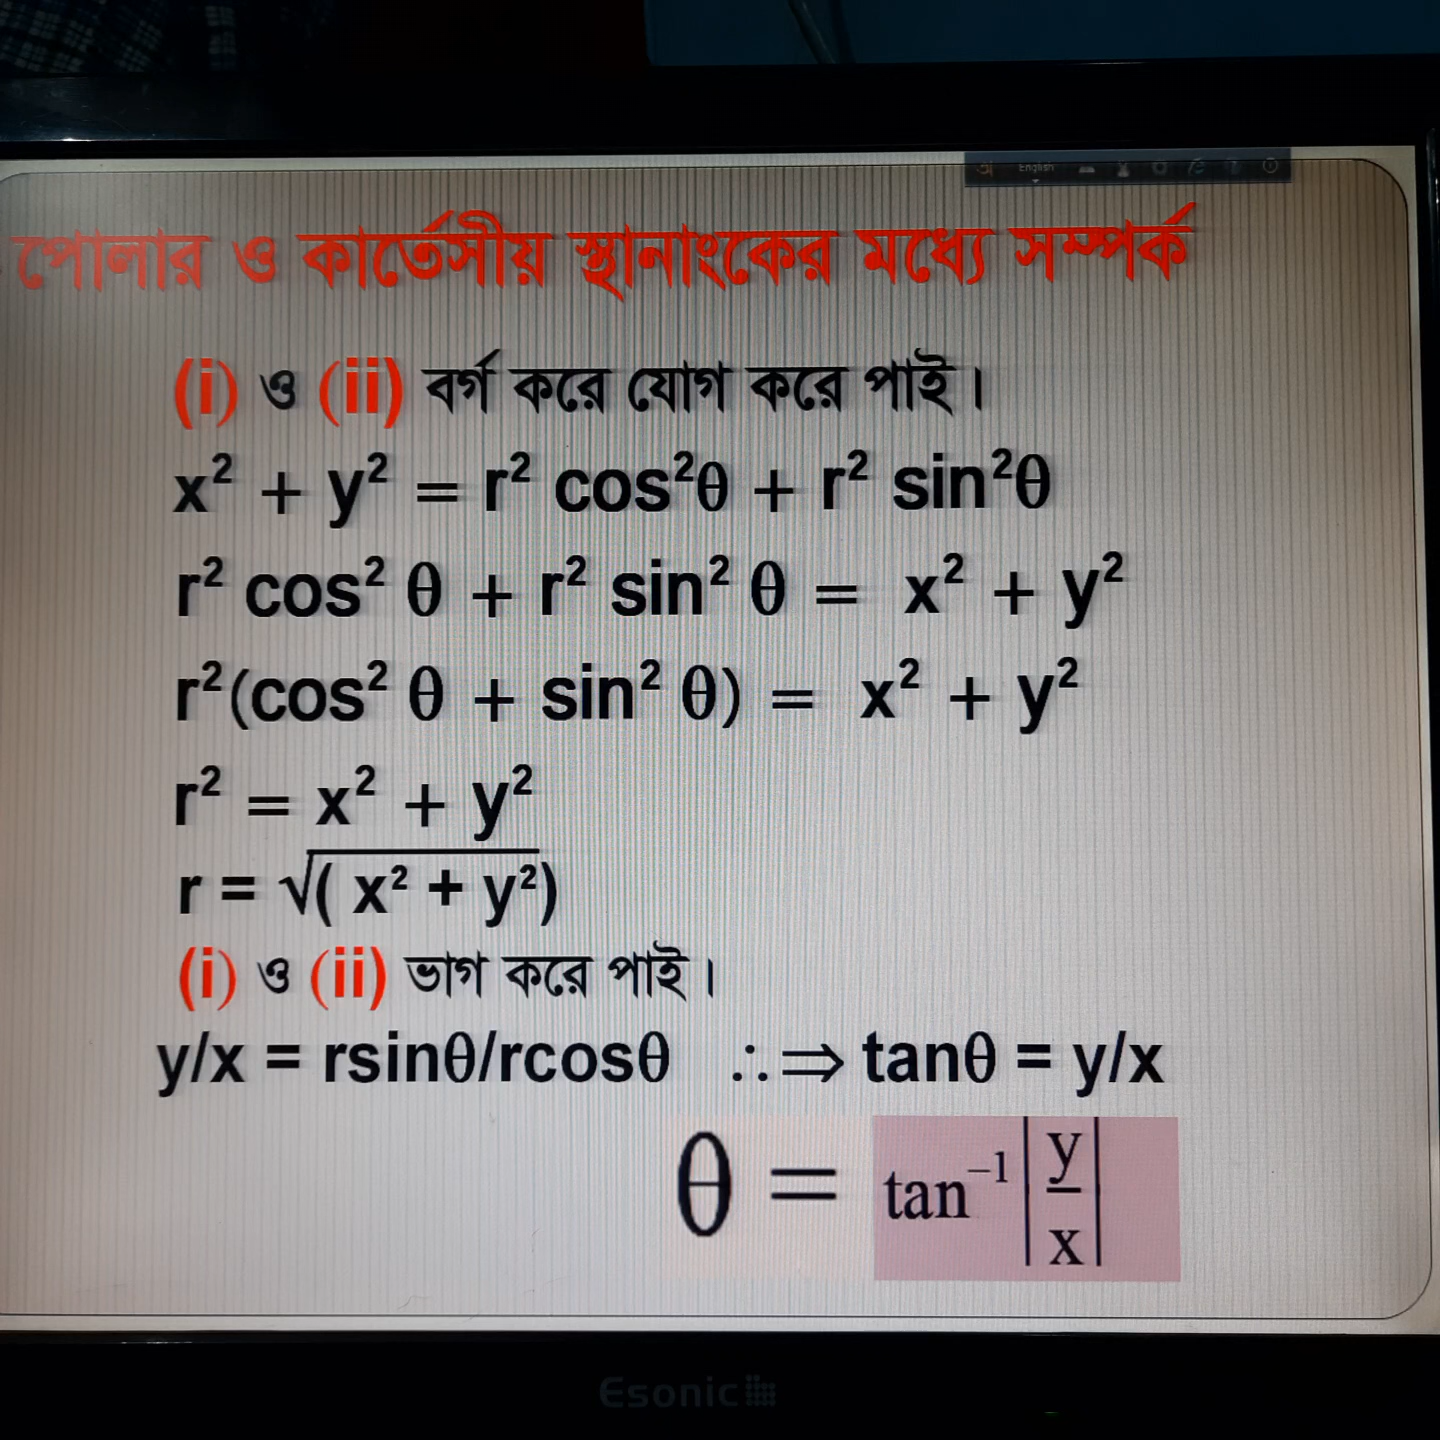 English
পোলার ও কার্তেসীয় স্থানাংকের মধ্যে সম্পর্ক
(i) ও (ii) বর্গ করে যোগ করে পাই।
x² + y² = r² cos²θ + r² sin²θ
r² cos² θ + r² sin² θ = x² + y²
r²(cos² θ + sin² θ) = x² + y²
r² = x² + y²
r = √( x² + y²)
(i) ও (ii) ভাগ করে পাই।
y/x = rsinθ/rcosθ ∴⇒ tanθ = y/x
θ = tan⁻¹ |y/x|
Esonic